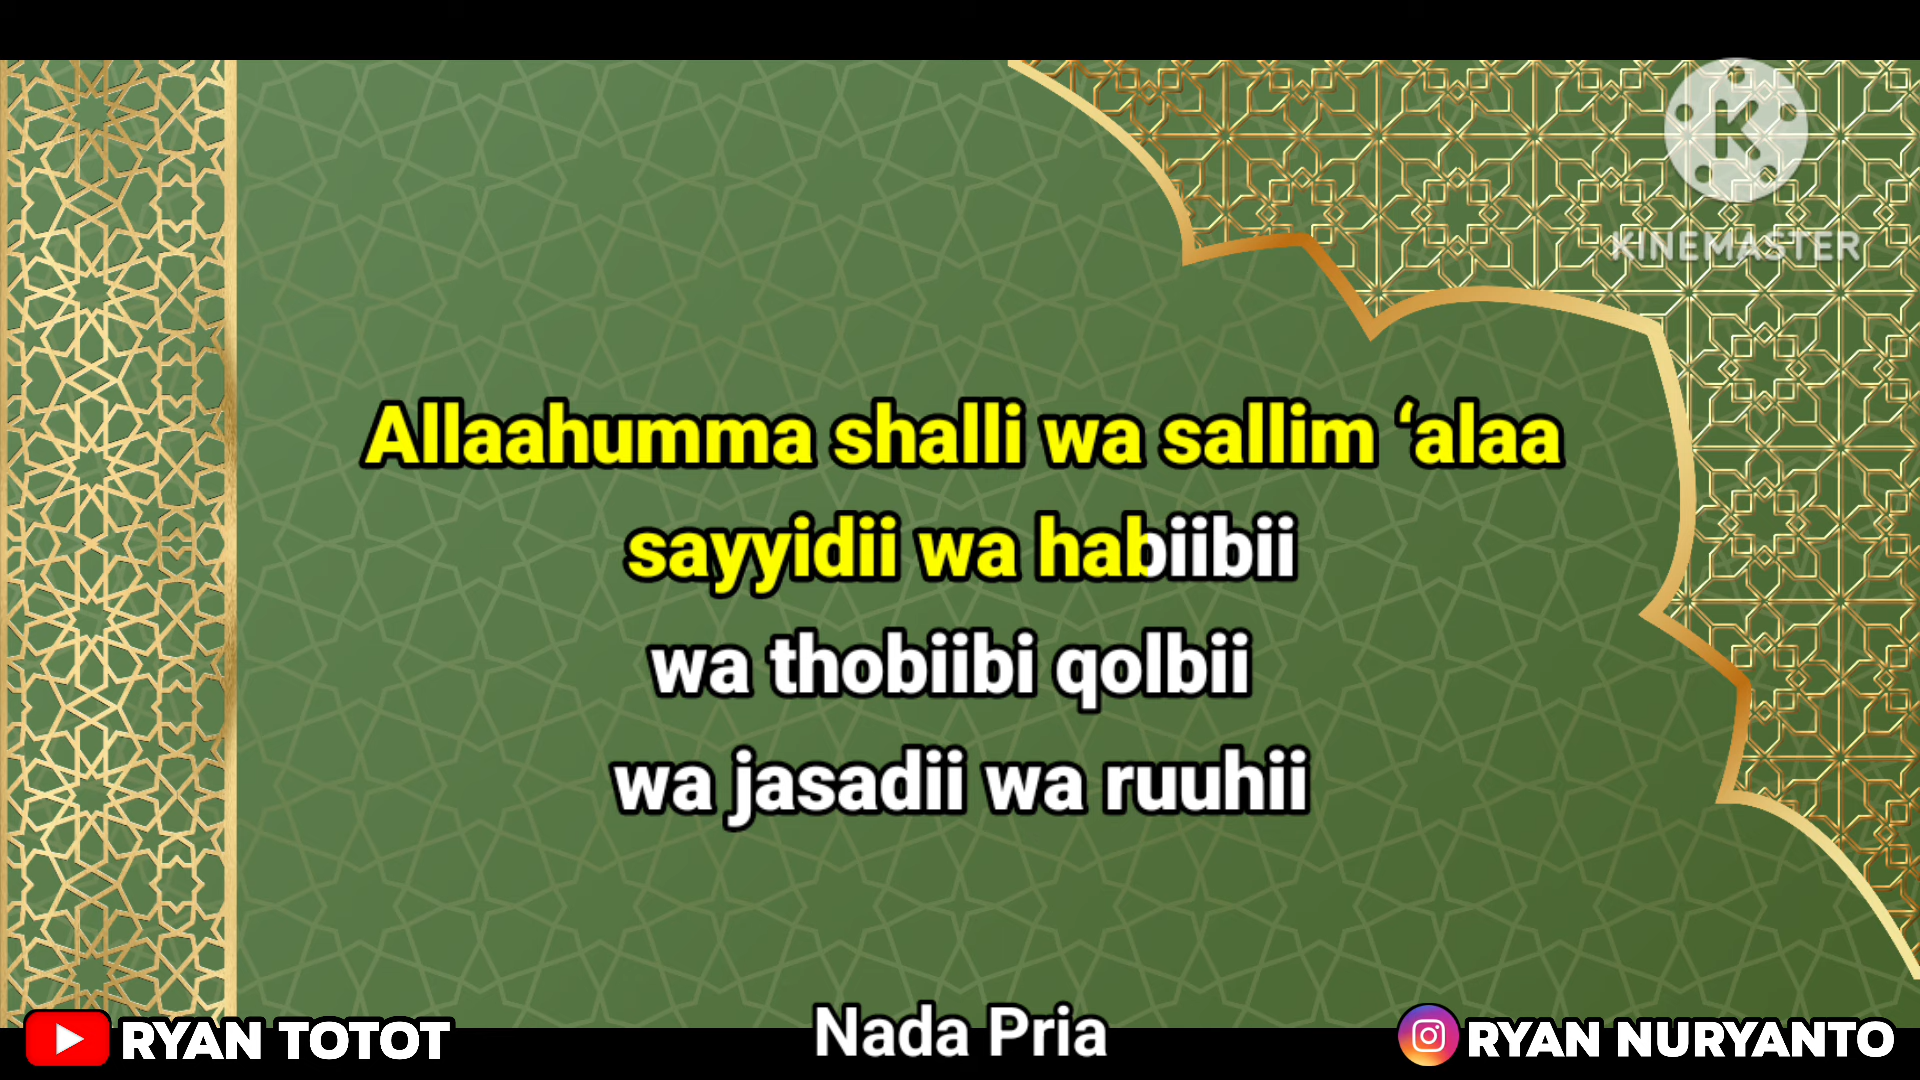 KINEMASTER
Allaahumma shalli wa sallim ‘alaa
sayyidii wa habiibii
wa thobiibi qolbii
wa jasadii wa ruuhii
Nada Pria
RYAN TOTOT
RYAN NURYANTO